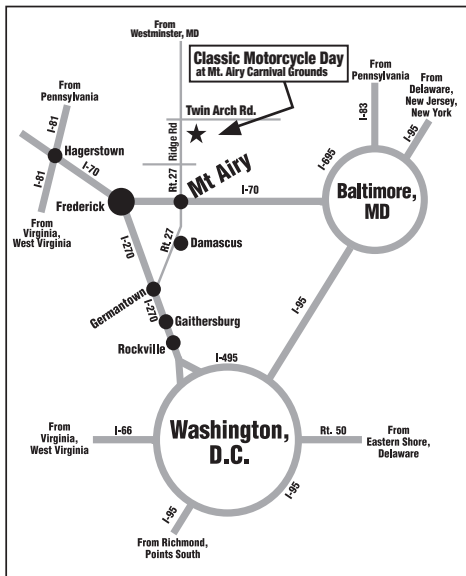 From
Westminster, MD
Classic Motorcycle Day
at Mt. Airy Carnival Grounds
From
Pennsylvania
From
Pennsylvania
From Delaware,
New Jersey,
New York
Twin Arch Rd.
I-81
I-83
I-95
Hagerstown
Ridge Rd
I-695
I-70
Rt.27
Mt Airy
I-81
Frederick
I-70
Baltimore,
MD
From
Virginia,
West Virginia
I-270
Rt.27
Damascus
Germantown
I-270
I-95
Gaithersburg
Rockville
I-495
Washington,
D.C.
From
Virginia,
West Virginia
I-66
Rt. 50
From
Eastern Shore,
Delaware
I-95
I-95
From Richmond,
Points South